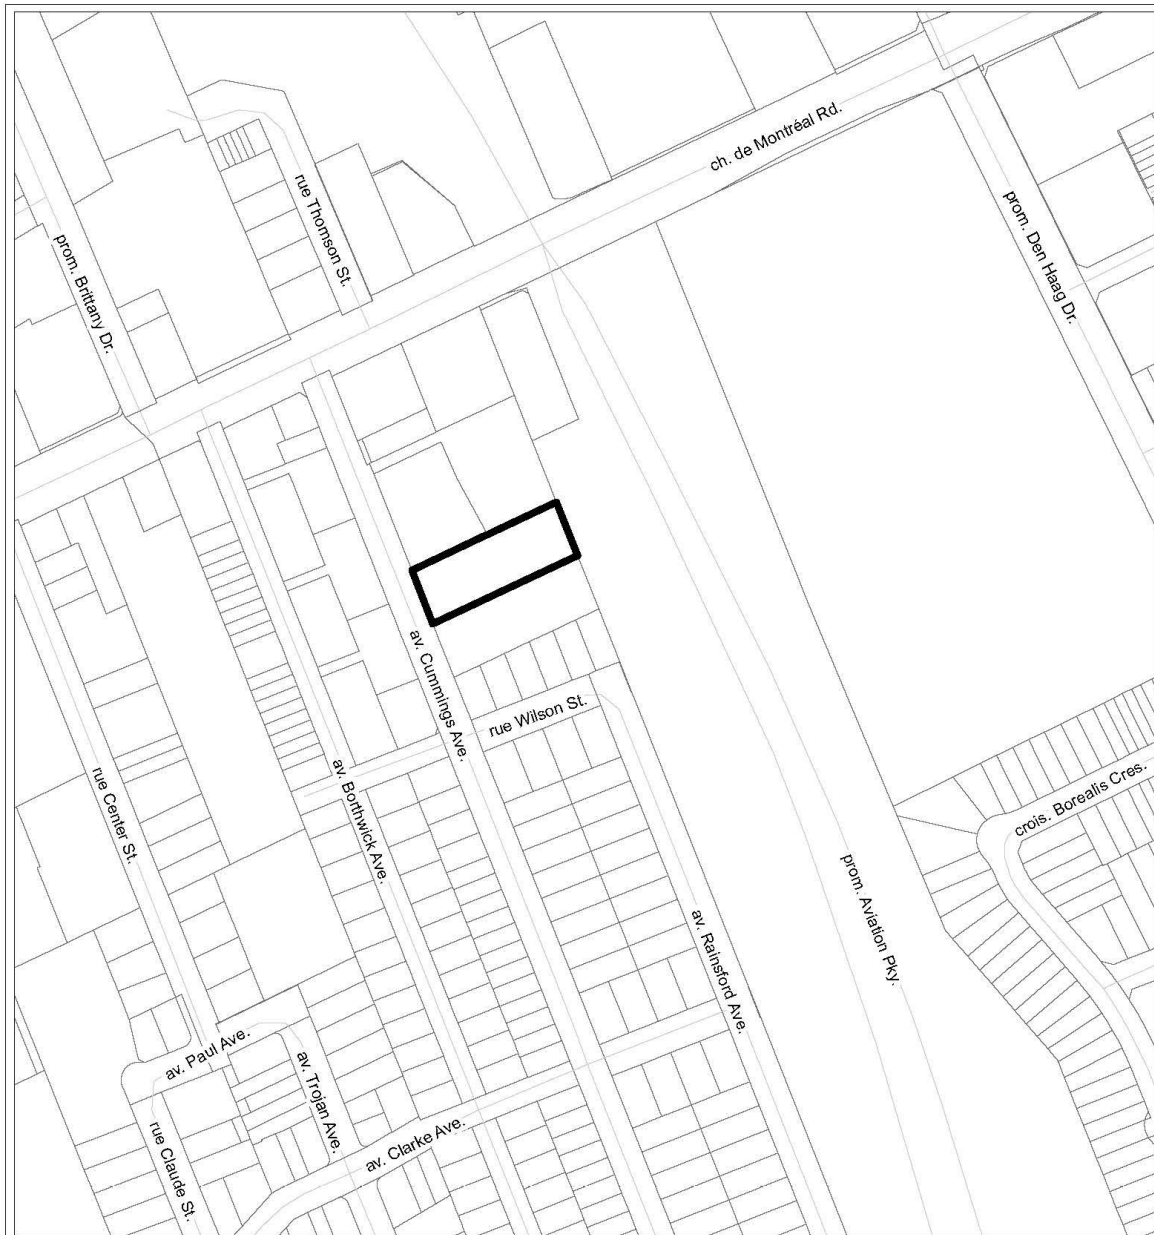 ch. de Montréal Rd.
rue Thomson St.
prom. Brittany Dr.
prom. Den Haag Dr.
av. Cummings Ave.
rue Wilson St.
av. Borthwick Ave.
rue Center St.
crois. Borealis Cres.
prom. Aviation Pky.
av. Rainsford Ave.
av. Paul Ave.
av. Trojan Ave.
av. Clarke Ave.
rue Claude St.